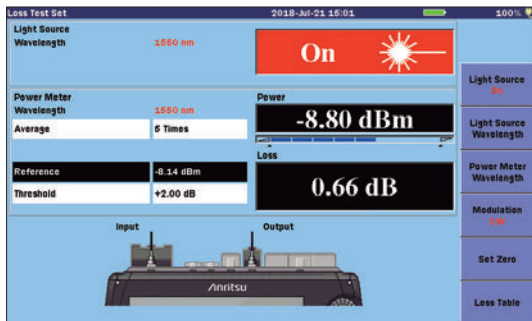 Loss Test Set 2018-Jul-21 15:01 100%
Light Source
Wavelength 1550 nm
On
Power Meter
Wavelength 1550 nm
Average 5 Times
Reference -8.14 dBm
Threshold +2.00 dB
Power
-8.80 dBm
Loss
0.66 dB
Input Output
Anritsu
Light Source
On
Light Source
Wavelength
Power Meter
Wavelength
Modulation
CW
Set Zero
Loss Table